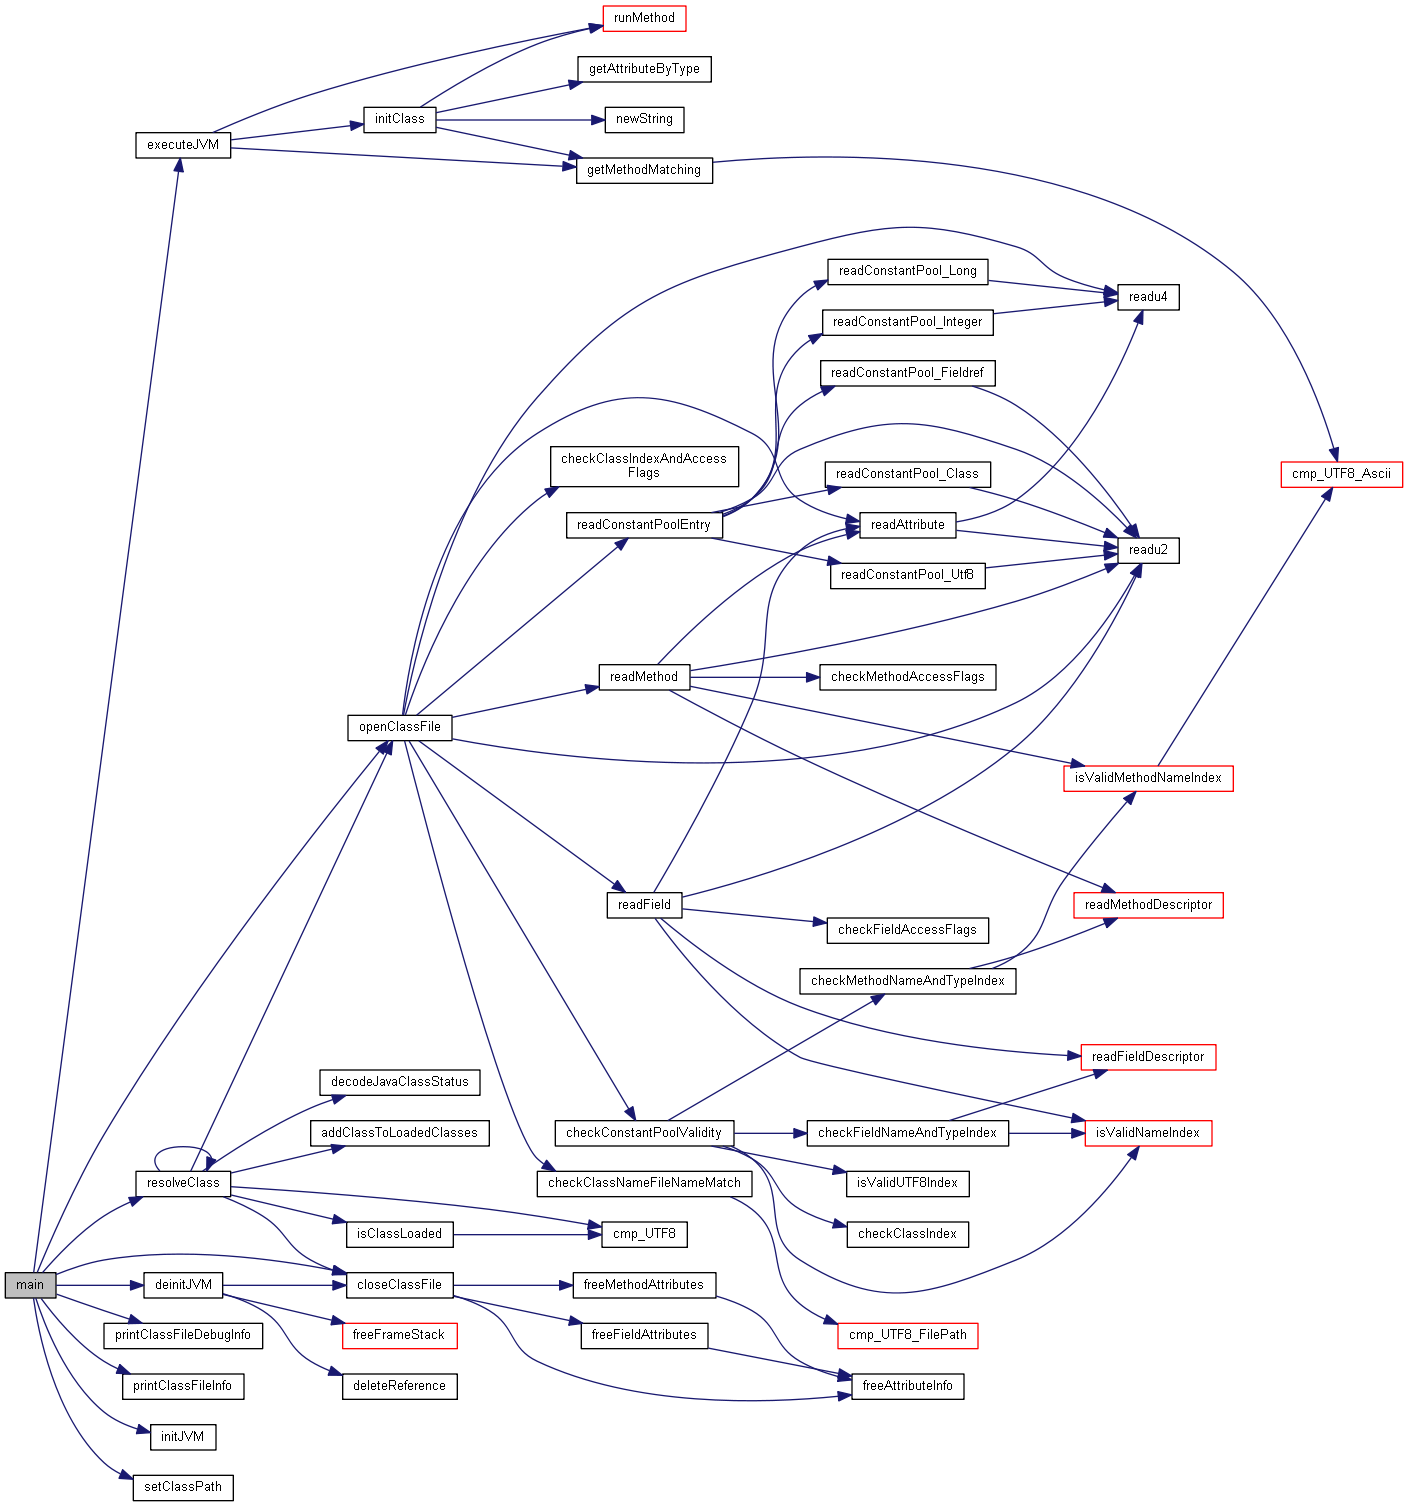 runMethod
getAttributeByType
initClass
newString
executeJVM
getMethodMatching
readConstantPool_Long
readu4
readConstantPool_Integer
readConstantPool_Fieldref
checkClassIndexAndAccess
Flags
readConstantPool_Class
cmp_UTF8_Ascii
readConstantPoolEntry
readAttribute
readu2
readConstantPool_Utf8
readMethod
checkMethodAccessFlags
openClassFile
isValidMethodNameIndex
readField
readMethodDescriptor
checkFieldAccessFlags
checkMethodNameAndTypeIndex
readFieldDescriptor
decodeJavaClassStatus
addClassToLoadedClasses
checkConstantPoolValidity
checkFieldNameAndTypeIndex
isValidNameIndex
resolveClass
checkClassNameFileNameMatch
isValidUTF8Index
isClassLoaded
cmp_UTF8
checkClassIndex
main
deinitJVM
closeClassFile
freeMethodAttributes
printClassFileDebugInfo
freeFrameStack
freeFieldAttributes
cmp_UTF8_FilePath
printClassFileInfo
deleteReference
freeAttributeInfo
initJVM
setClassPath